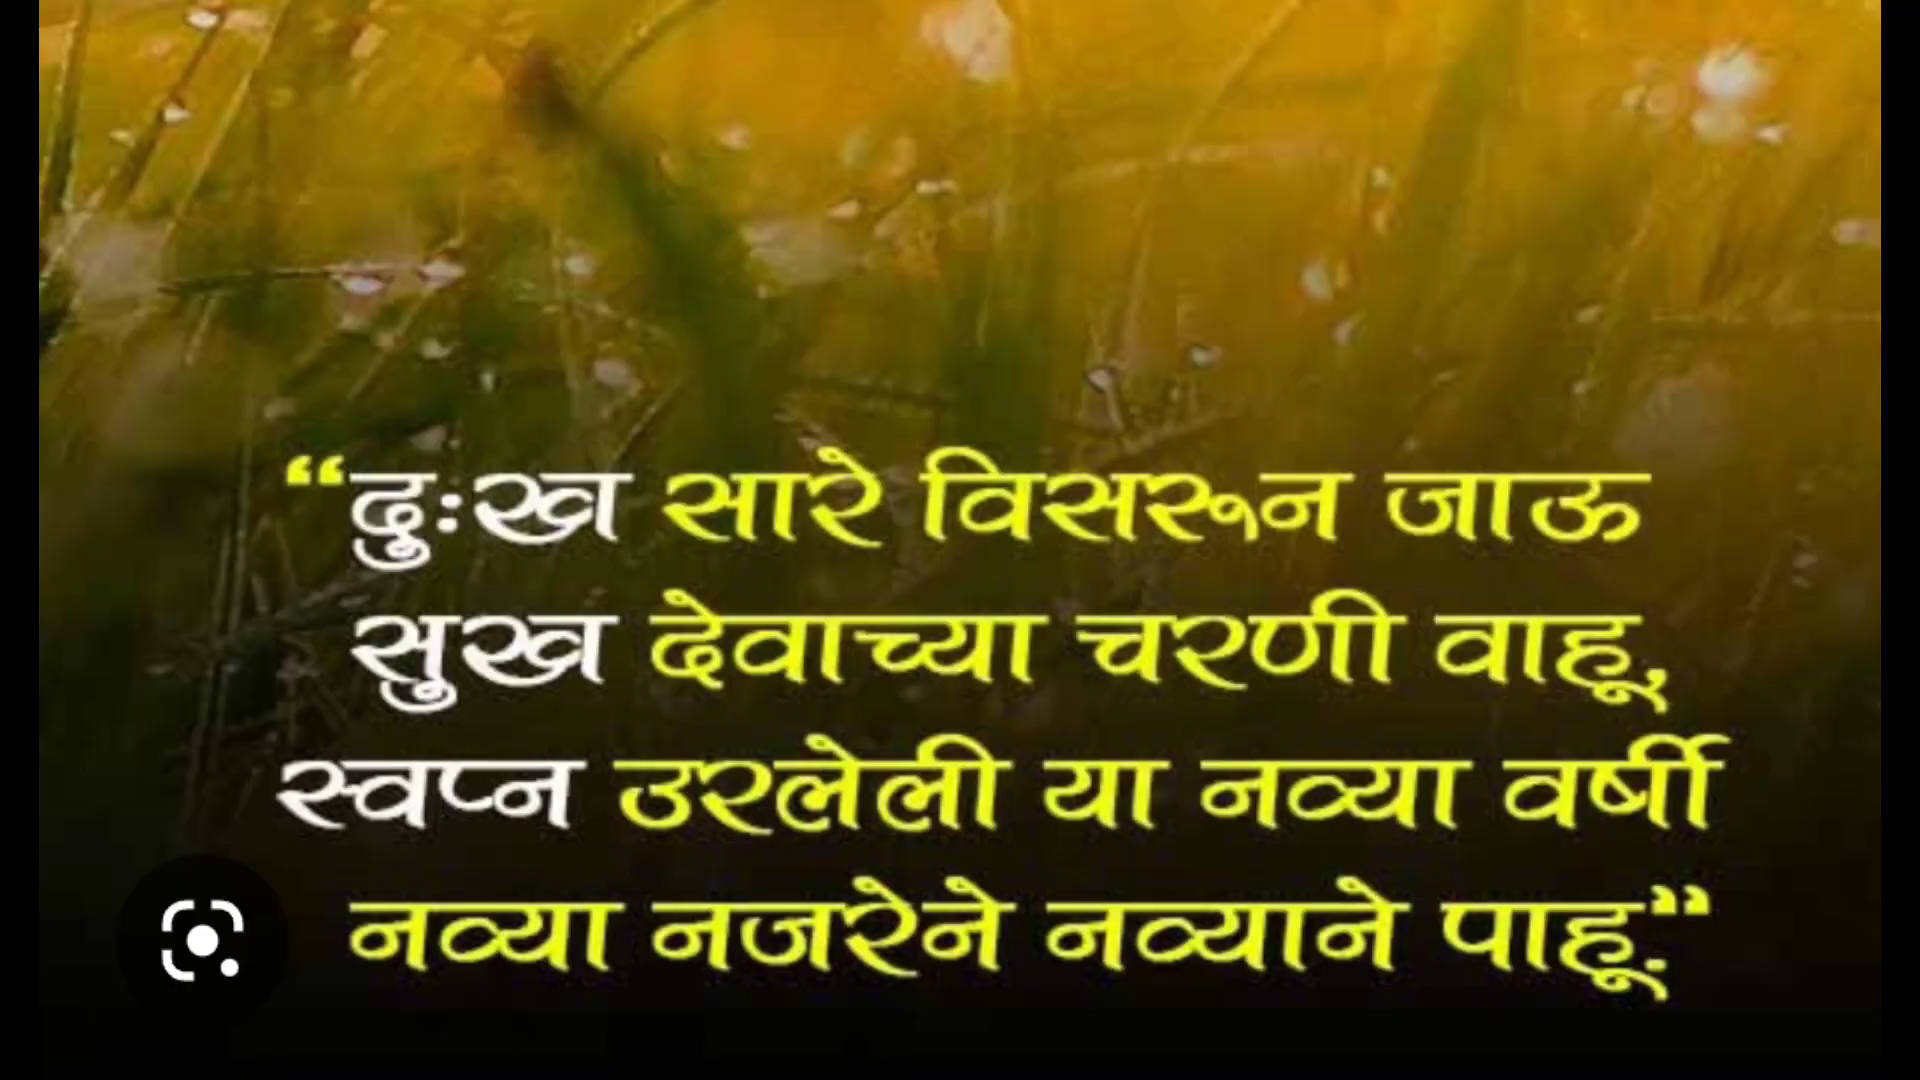 “दुःख सारे विसरून जाऊ
सुख देवाच्या चरणी वाहू,
स्वप्न उरलेली या नव्या वर्षी
नव्या नजरेने नव्याने पाहू.”